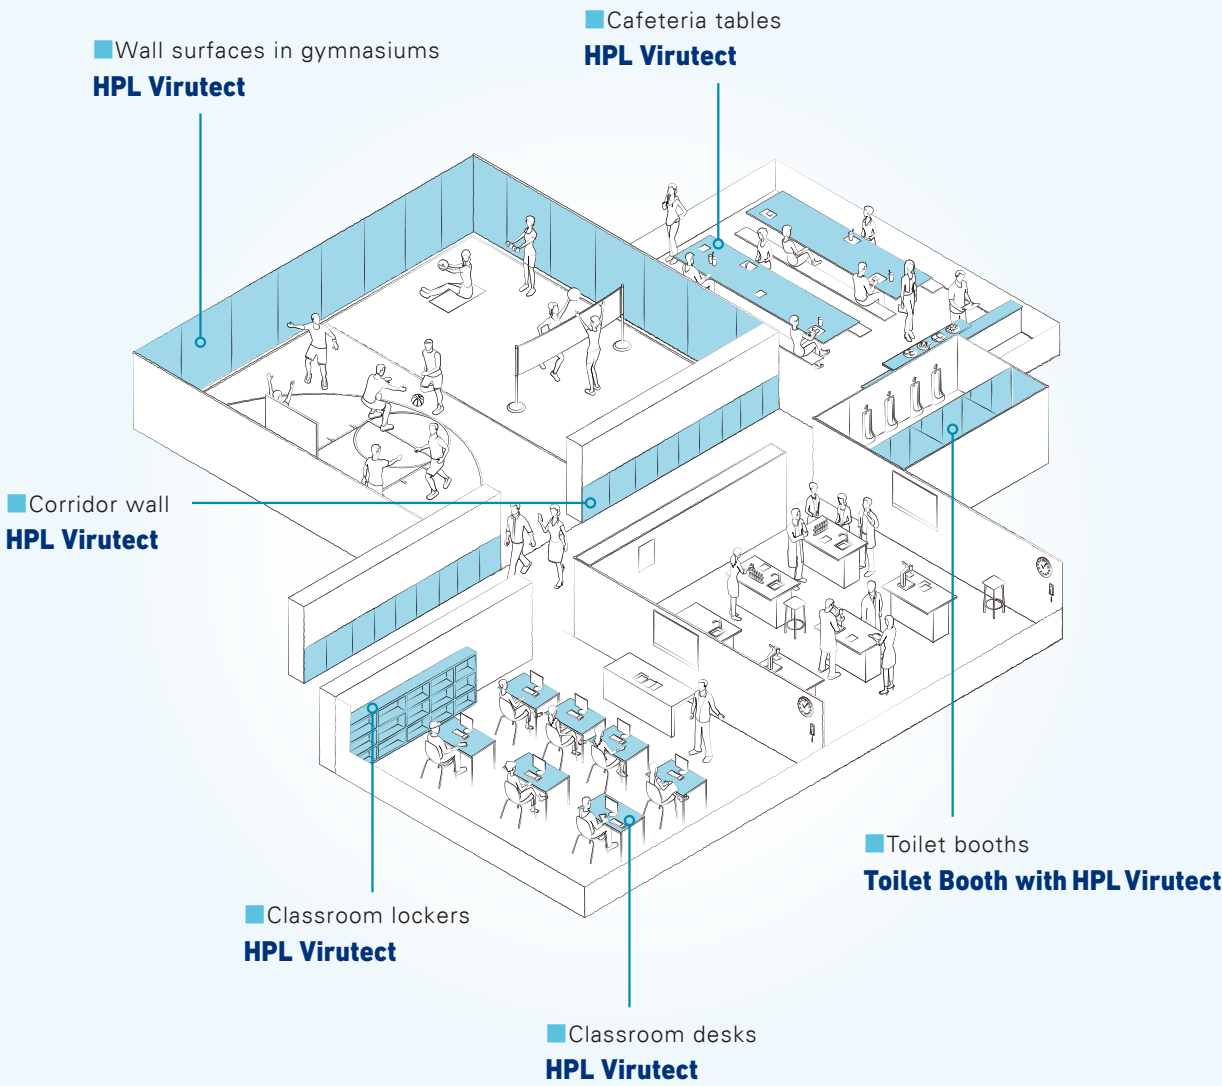 Cafeteria tables
HPL Virutect
Wall surfaces in gymnasiums
HPL Virutect
Corridor wall
HPL Virutect
Toilet booths
Toilet Booth with HPL Virutect
Classroom lockers
HPL Virutect
Classroom desks
HPL Virutect